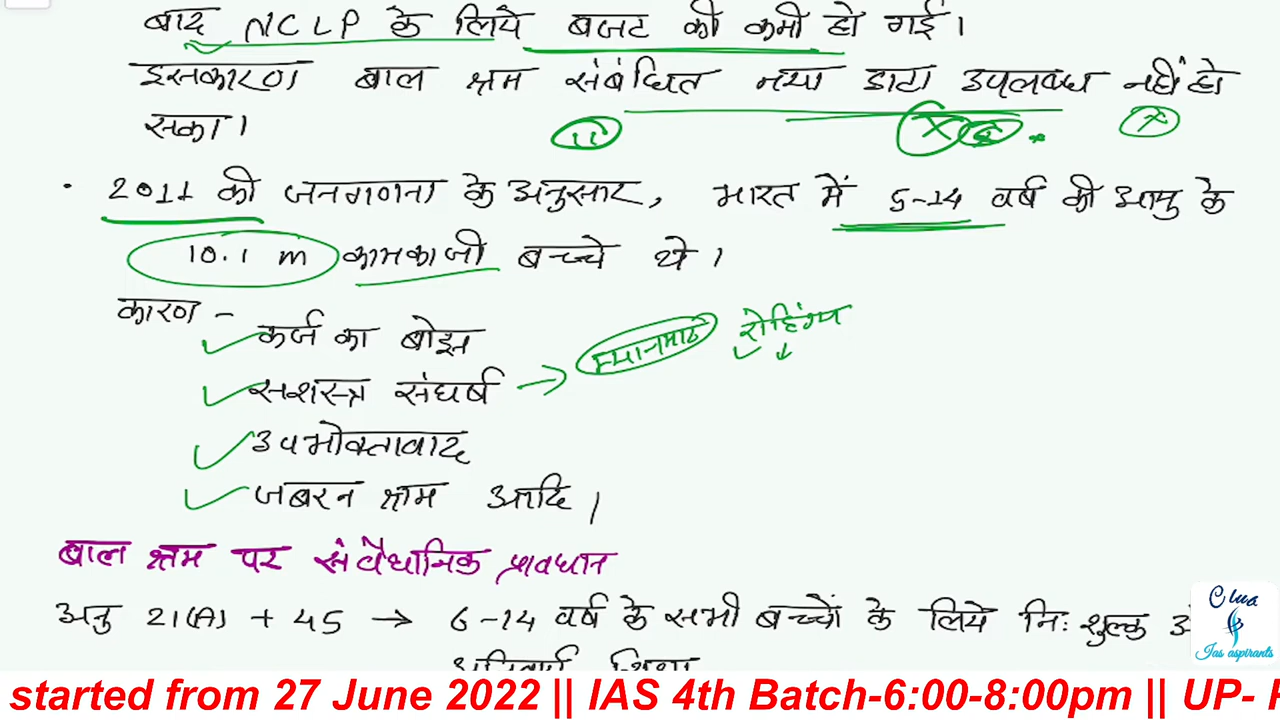 बाद NCLP के लिये बजट की कमी हो गई।
इसकारण बाल श्रम संबंधित नया डाटा उपलब्ध नहीं हो
सका।
· 2011 की जनगणना के अनुसार, भारत में 5-14 वर्ष की आयु के
10.1 m कामकाजी बच्चे थे।
कारण -
कर्ज का बोझ
सशस्त्र संघर्ष → म्यानमार रोहिंग्य
उपभोक्तावाद
जबरन श्रम आदि।
बाल श्रम पर संवैधानिक प्रावधान
अनु 21(A) + 45 → 6-14 वर्ष के सभी बच्चों के लिये निः शुल्क
Clua
Ias aspirants
started from 27 June 2022 || IAS 4th Batch-6:00-8:00pm || UP-